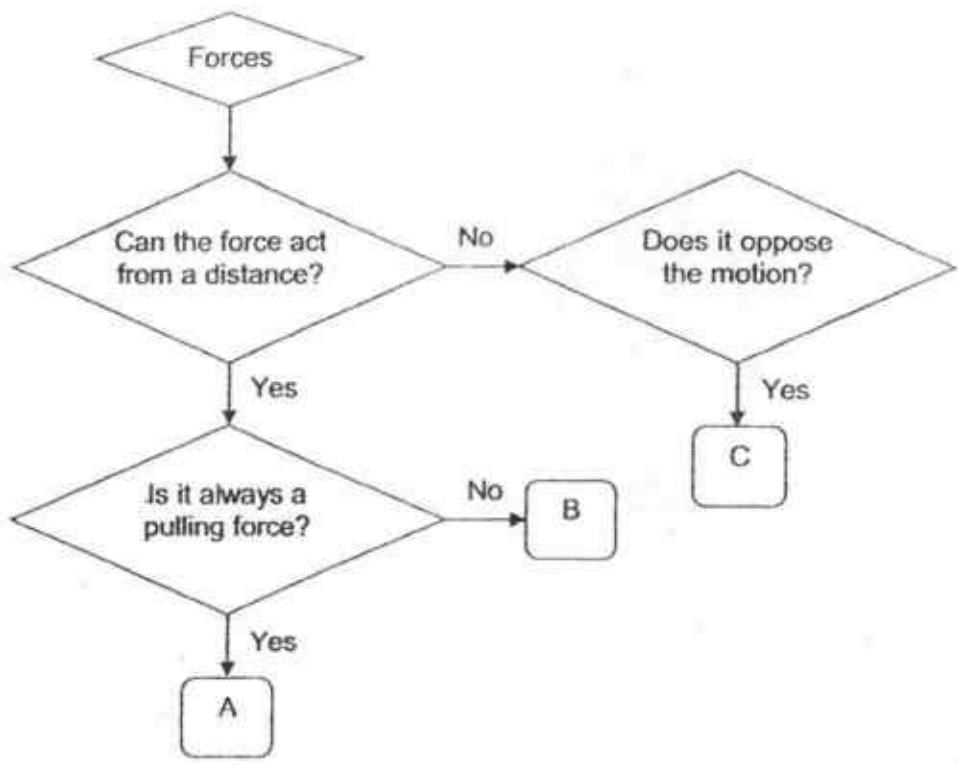 Forces
Can the force act
from a distance?
No
Does it oppose
the motion?
Yes
Yes
C
Is it always a
pulling force?
No
B
Yes
A